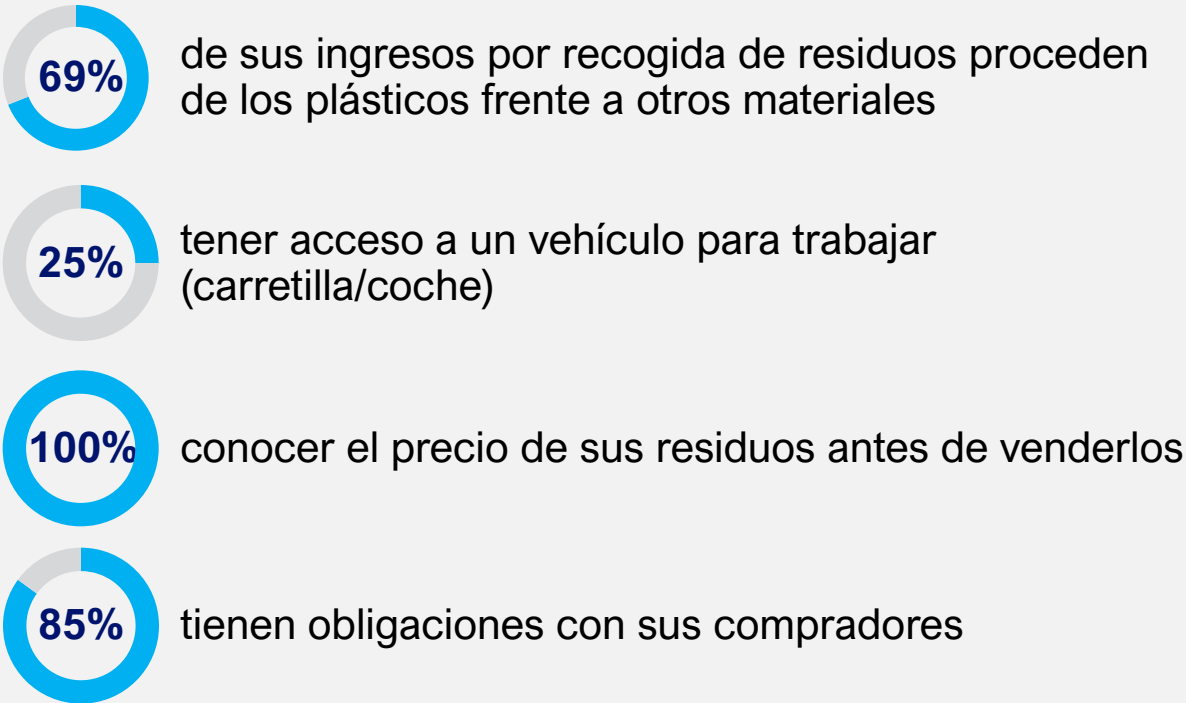 69%
de sus ingresos por recogida de residuos proceden
de los plásticos frente a otros materiales
25%
tener acceso a un vehículo para trabajar
(carretilla/coche)
100%
conocer el precio de sus residuos antes de venderlos
85%
tienen obligaciones con sus compradores